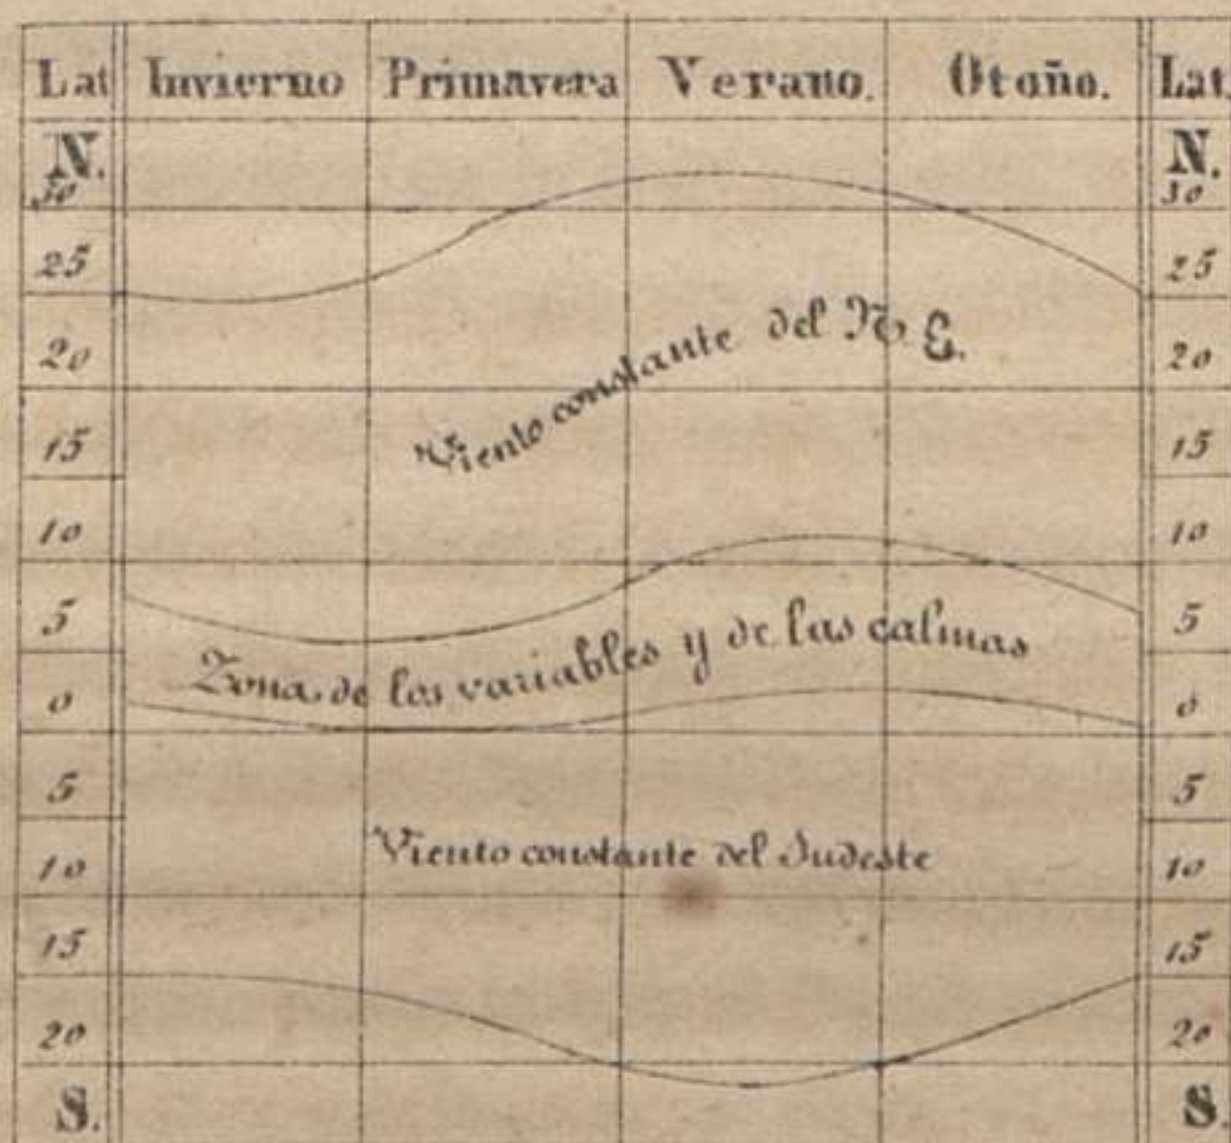 Lat Invierno Primavera Verano. Otoño. Lat.
N. N.
30 30
25 25
Viento constante del N. E.
20 20
15 15
10 10
5 5
Zona de los variables y de las calmas
0 0
5 5
Viento constante del Sudeste
10 10
15 15
20 20
S. S.